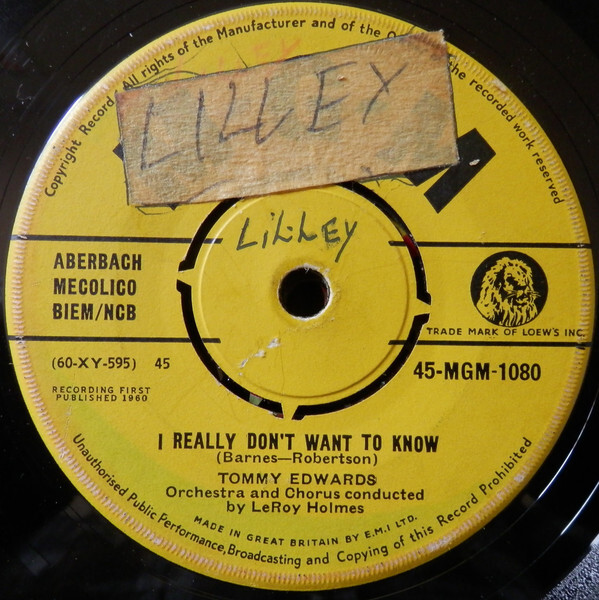 Copyright Record. All rights of the Manufacturer and of the O the recorded work reserved
LILLEY
M
LILLEY
ABERBACH
MECOLICO
BIEM/NCB
TRADE MARK OF LOEW'S INC.
(60-XY-595) 45
45-MGM-1080
RECORDING FIRST
PUBLISHED 1960
I REALLY DON'T WANT TO KNOW
(Barnes—Robertson)
TOMMY EDWARDS
Orchestra and Chorus conducted
by LeRoy Holmes
MADE IN GREAT BRITAIN BY E.M.I LTD.
Unauthorised Public Performance, Broadcasting and Copying of this Record Prohibited